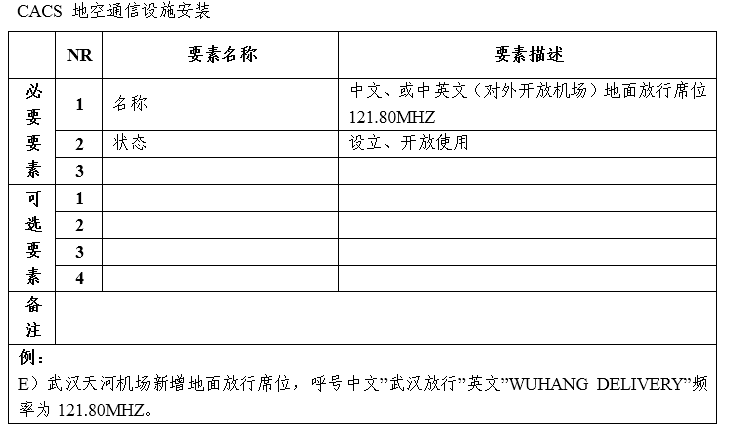 CACS 地空通信设施安装
NR 要素名称 要素描述
必要要素
1 名称 中文、或中英文（对外开放机场）地面放行席位
121.80MHZ
2 状态 设立、开放使用
3
可选要素
1
2
3
4
备注
例：
E）武汉天河机场新增地面放行席位，呼号中文”武汉放行”英文”WUHANG DELIVERY”频
率为 121.80MHZ。